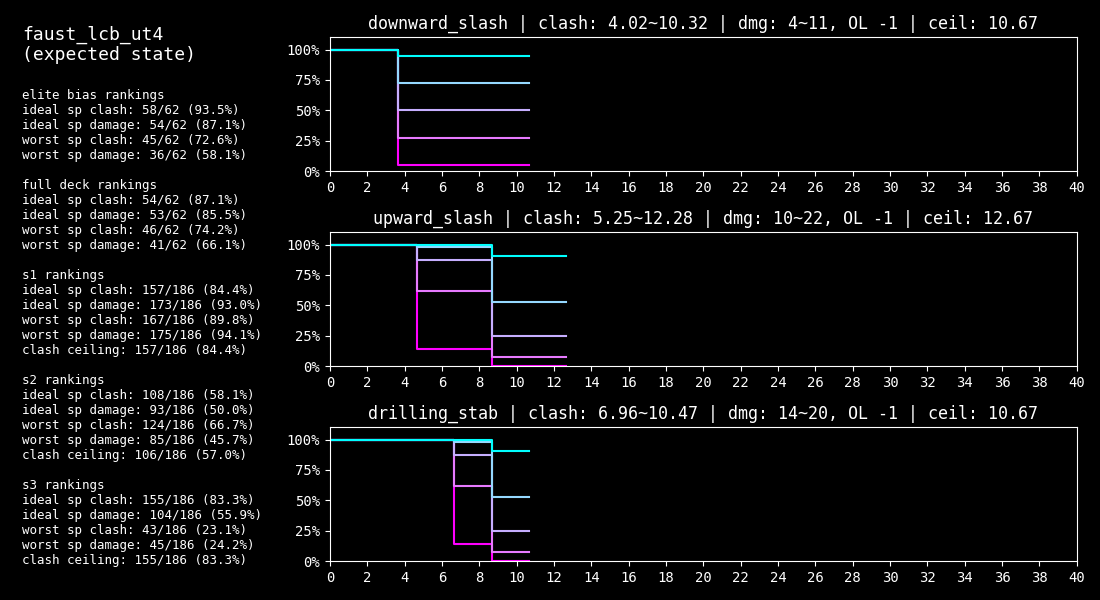 faust_lcb_ut4
(expected state)
elite bias rankings
ideal sp clash: 58/62 (93.5%)
ideal sp damage: 54/62 (87.1%)
worst sp clash: 45/62 (72.6%)
worst sp damage: 36/62 (58.1%)
full deck rankings
ideal sp clash: 54/62 (87.1%)
ideal sp damage: 53/62 (85.5%)
worst sp clash: 46/62 (74.2%)
worst sp damage: 41/62 (66.1%)
s1 rankings
ideal sp clash: 157/186 (84.4%)
ideal sp damage: 173/186 (93.0%)
worst sp clash: 167/186 (89.8%)
worst sp damage: 175/186 (94.1%)
clash ceiling: 157/186 (84.4%)
s2 rankings
ideal sp clash: 108/186 (58.1%)
ideal sp damage: 93/186 (50.0%)
worst sp clash: 124/186 (66.7%)
worst sp damage: 85/186 (45.7%)
clash ceiling: 106/186 (57.0%)
s3 rankings
ideal sp clash: 155/186 (83.3%)
ideal sp damage: 104/186 (55.9%)
worst sp clash: 43/186 (23.1%)
worst sp damage: 45/186 (24.2%)
clash ceiling: 155/186 (83.3%)
downward_slash | clash: 4.02~10.32 | dmg: 4~11, OL -1 | ceil: 10.67
100%
75%
50%
25%
0%
0 2 4 6 8 10 12 14 16 18 20 22 24 26 28 30 32 34 36 38 40
upward_slash | clash: 5.25~12.28 | dmg: 10~22, OL -1 | ceil: 12.67
100%
75%
50%
25%
0%
0 2 4 6 8 10 12 14 16 18 20 22 24 26 28 30 32 34 36 38 40
drilling_stab | clash: 6.96~10.47 | dmg: 14~20, OL -1 | ceil: 10.67
100%
75%
50%
25%
0%
0 2 4 6 8 10 12 14 16 18 20 22 24 26 28 30 32 34 36 38 40